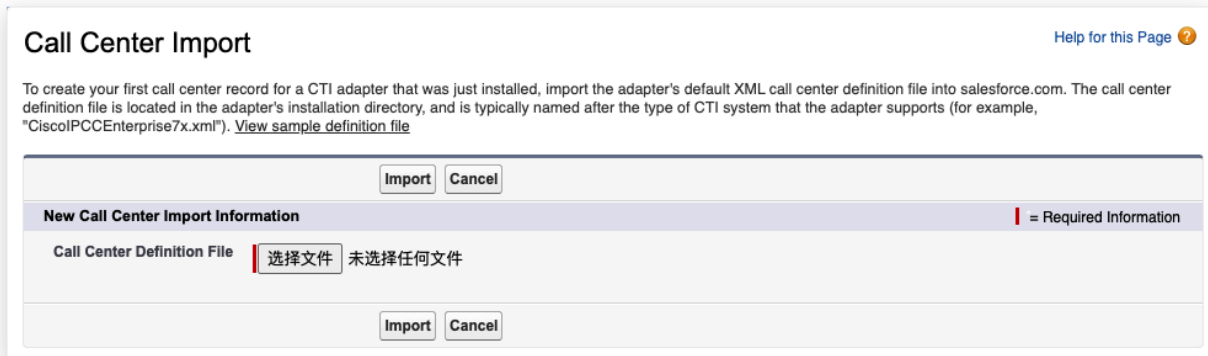 Call Center Import
Help for this Page ?
To create your first call center record for a CTI adapter that was just installed, import the adapter's default XML call center definition file into salesforce.com. The call center
definition file is located in the adapter's installation directory, and is typically named after the type of CTI system that the adapter supports (for example,
"CiscoIPCCEnterprise7x.xml"). View sample definition file
Import Cancel
New Call Center Import Information
= Required Information
Call Center Definition File 选择文件 未选择任何文件
Import Cancel